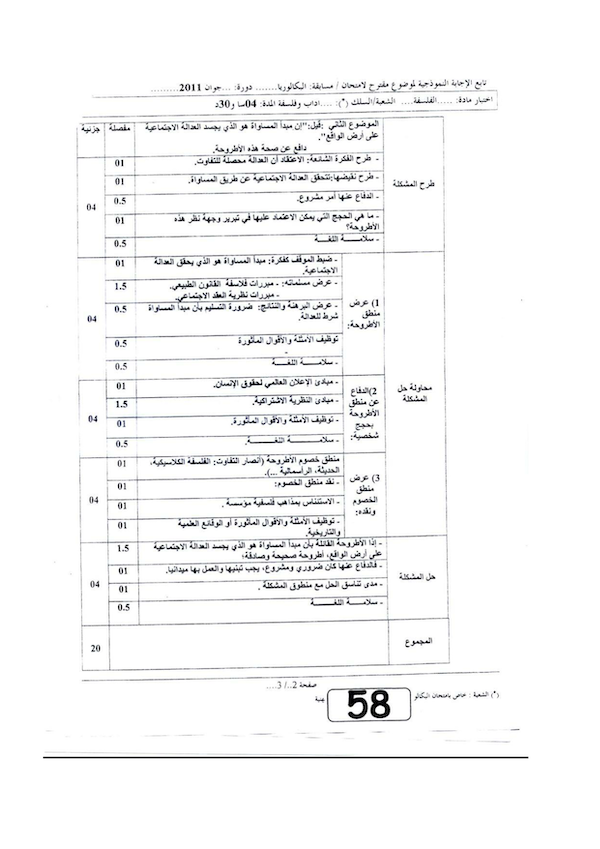 تابع الإجابة النموذجية لموضوع مقترح لامتحان / مسابقة: البكالوريا....... دورة: ...جوان 2011.........
اختبار مادة: .....الفلسفة.... الشعبة/السلك (*): ....اداب وفلسفة المدة: 04سا و30د
مفصلة جزئية
طرح المشكلة
الموضوع الثاني :قيل:"إن مبدأ المساواة هو الذي يجسد العدالة الاجتماعية
على أرض الواقع".
دافع عن صحة هذه الأطروحة.
- طرح الفكرة الشائعة: الاعتقاد أن العدالة محصلة للتفاوت. 01
- طرح نقيضها:تتحقق العدالة الاجتماعية عن طريق المساواة. 01
- الدفاع عنها أمر مشروع. 0.5
- ما هي الحجج التي يمكن الاعتماد عليها في تبرير وجهة نظر هذه 01
الأطروحة؟
- سلامـــــة اللغـــة 0.5
04
محاولة حل
المشكلة
1) عرض
منطق
الأطروحة:
- ضبط الموقف كفكرة: مبدأ المساواة هو الذي يحقق العدالة 01
الاجتماعية.
- عرض مسلماته: - مبررات فلاسفة القانون الطبيعي. 1.5
- مبررات نظرية العقد الاجتماعي.
- عرض البرهنة والنتائج: ضرورة التسليم بأن مبدأ المساواة 0.5
شرط للعدالة.
توظيف الأمثلة والأقوال المأثورة 0.5
- سلامـــة اللغـــة 0.5
04
2)الدفاع
عن منطق
الأطروحة
بحجج
شخصية:
- مبادئ الإعلان العالمي لحقوق الإنسان. 01
- مبادئ النظرية الاشتراكية. 1.5
- توظيف الأمثلة والأقوال المأثورة. 01
- سلامـــــة اللغـــــة. 0.5
04
3) عرض
منطق
الخصوم
ونقده:
منطق خصوم الأطروحة (أنصار التفاوت: الفلسفة الكلاسيكية، 01
الحديثة، الرأسمالية ...).
- نقد منطق الخصوم: 01
- الاستئناس بمذاهب فلسفية مؤسسة . 01
- توظيف الأمثلة والأقوال المأثورة أو الوقائع العلمية 01
والتاريخية.
04
حل المشكلة
- إذا الأطروحة القائلة بأن مبدأ المساواة هو الذي يجسد العدالة الاجتماعية 1.5
على أرض الواقع، أطروحة صحيحة وصادقة؛
- فالدفاع عنها كان ضروري ومشروع، يجب تبنيها والعمل بها ميدانيا. 01
- مدى تناسق الحل مع منطوق المشكلة . 01
- سلامـــة اللغـــة 0.5
04
المجموع 20
صفحة 2../ 3....
(*) الشعبة : خاص بامتحان البكالو
58